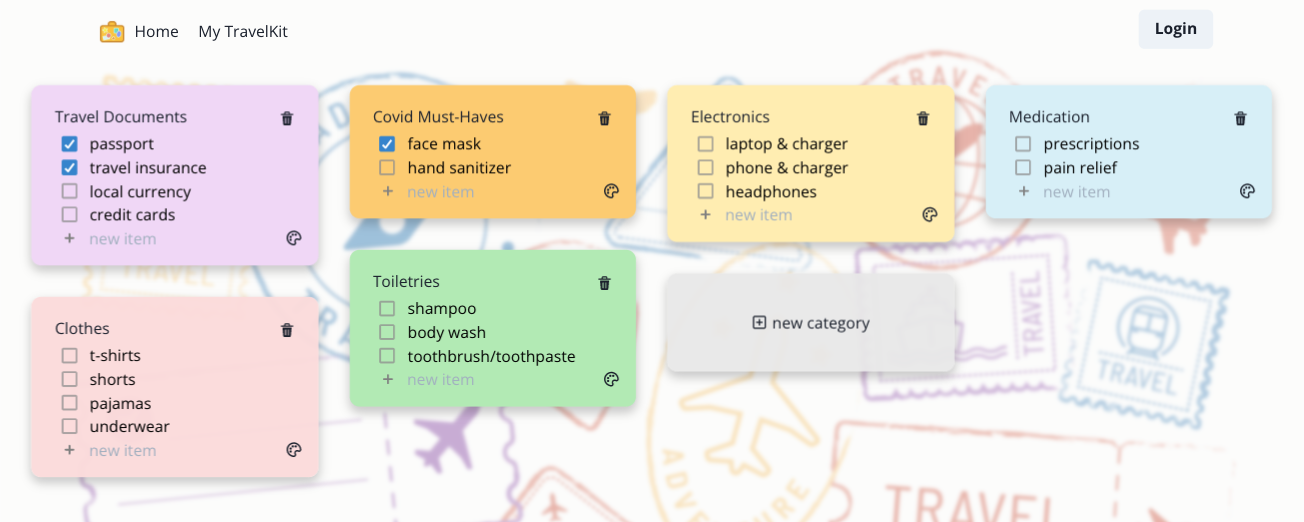 Home
My TravelKit
Login
Travel Documents
passport
travel insurance
local currency
credit cards
new item
Clothes
t-shirts
shorts
pajamas
underwear
new item
Covid Must-Haves
face mask
hand sanitizer
new item
Toiletries
shampoo
body wash
toothbrush/toothpaste
new item
Electronics
laptop & charger
phone & charger
headphones
new item
new category
Medication
prescriptions
pain relief
new item
TRAVEL
TRAVEL
TRAVEL
TRAVEL
TRAVEL